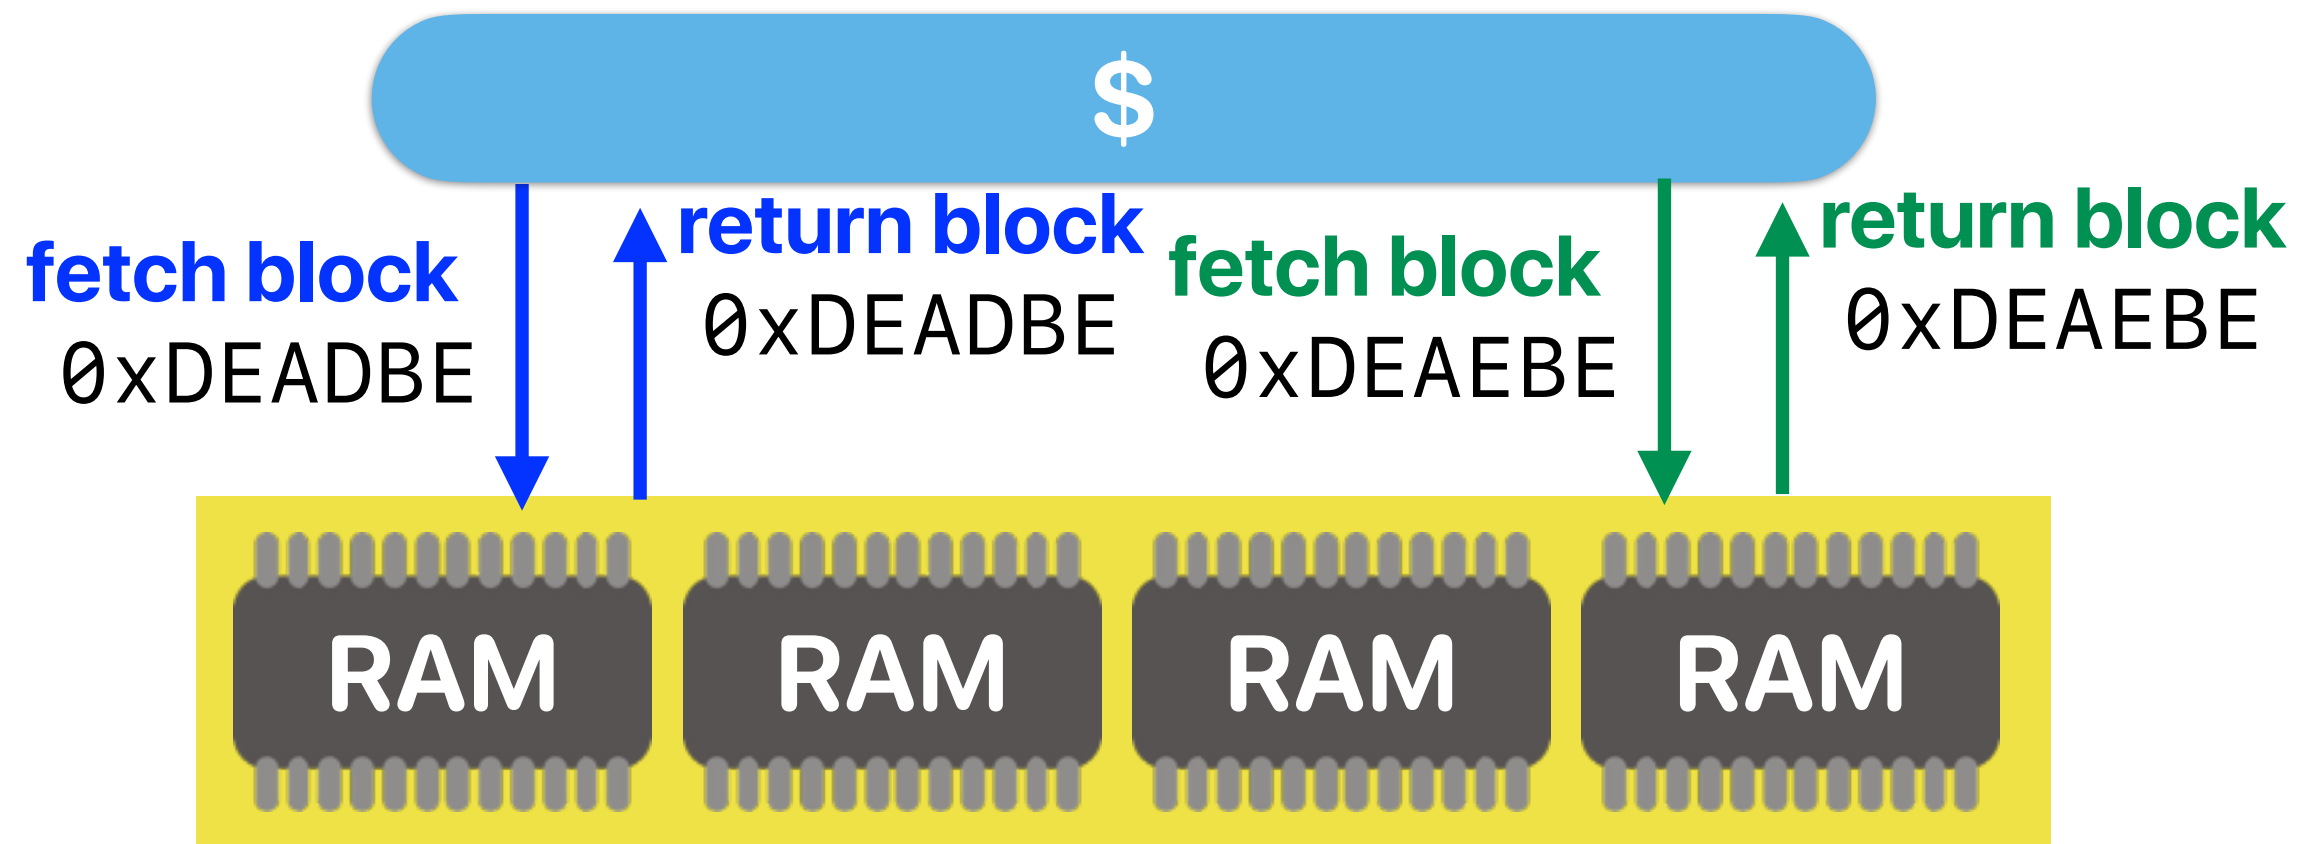 $
fetch block
0xDEADBE
return block
0xDEADBE
fetch block
0xDEAEBE
return block
0xDEAEBE
RAM
RAM
RAM
RAM